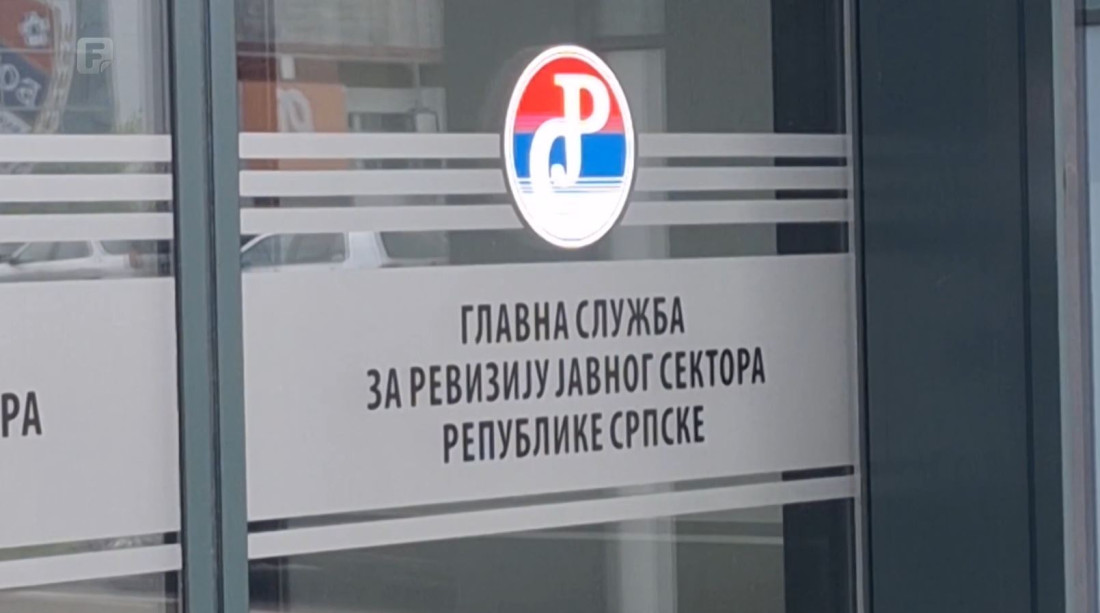 ГЛАВНА СЛУЖБА
ЗА РЕВИЗИЈУ ЈАВНОГ СЕКТОРА
РЕПУБЛИКЕ СРПСКЕ
РА